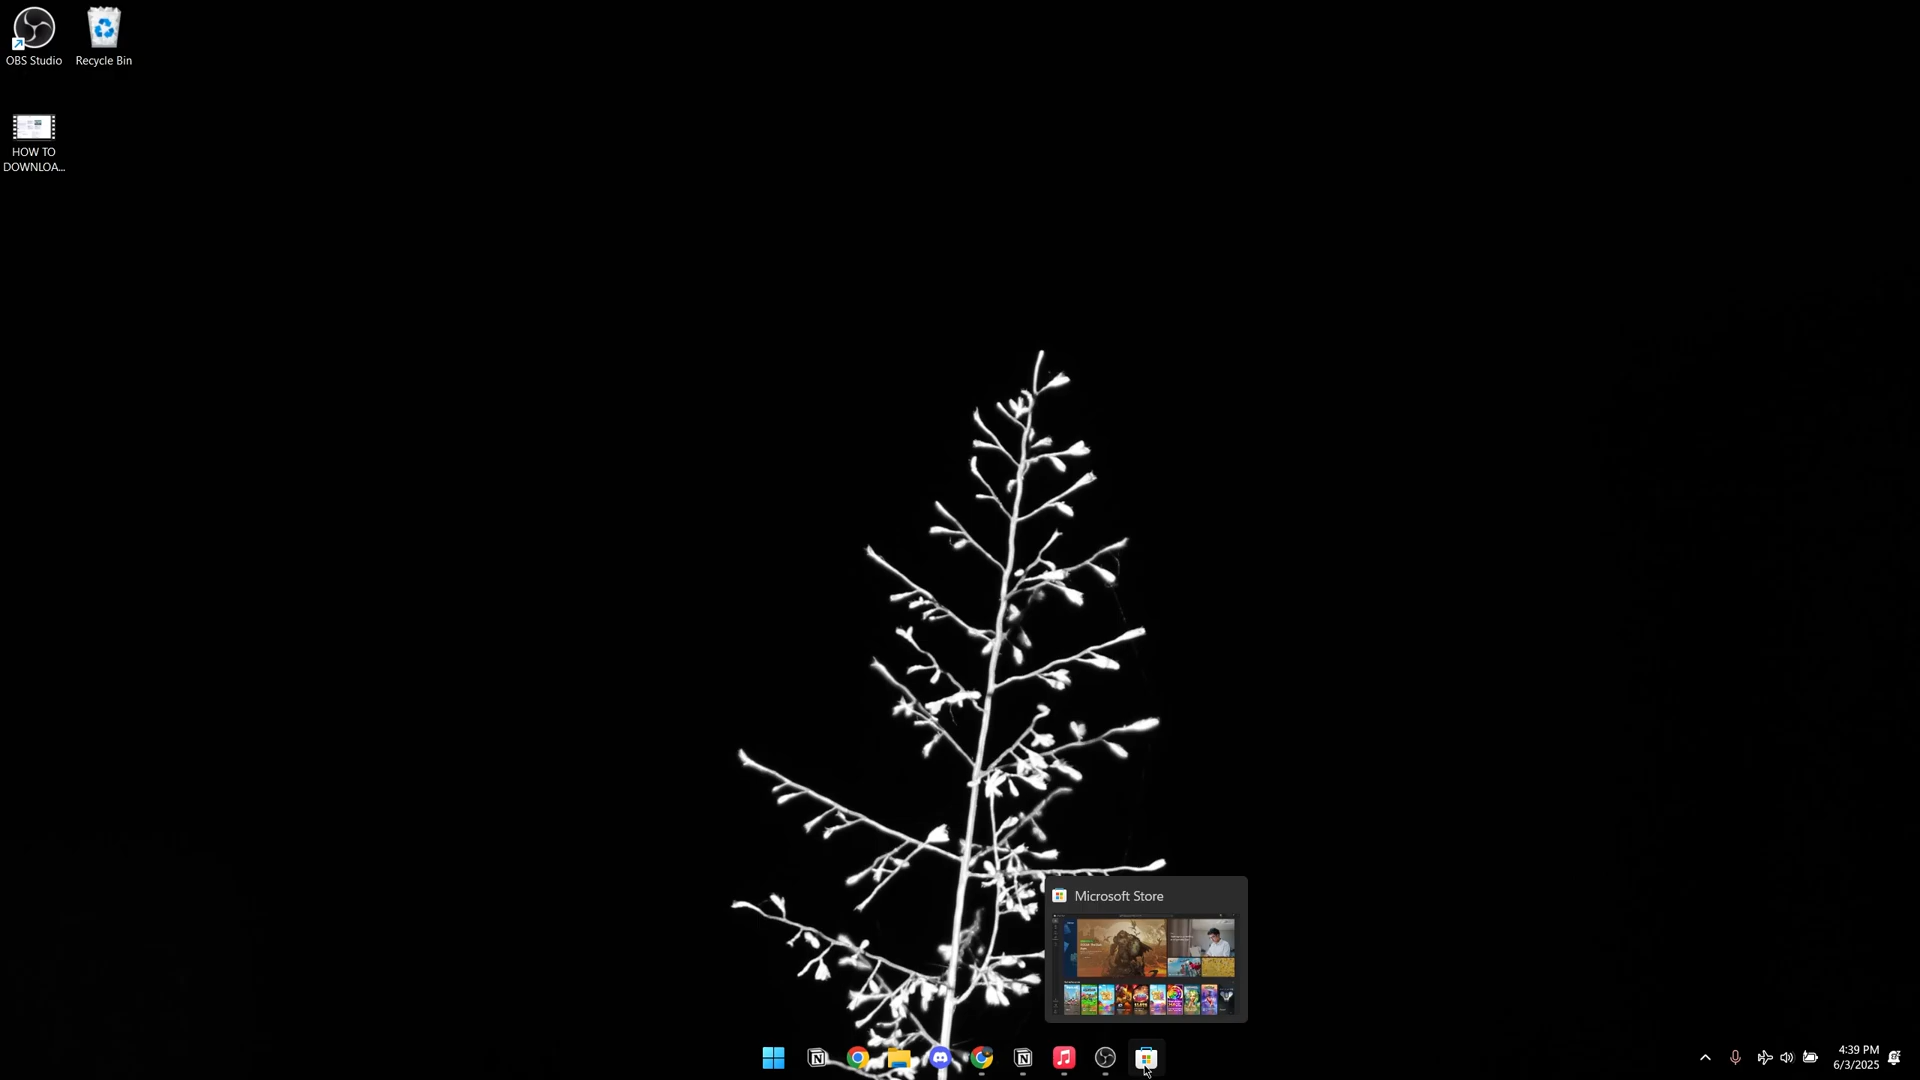 OBS Studio
Recycle Bin
HOW TO
DOWNLOA...
Microsoft Store
4:39 PM
6/3/2025